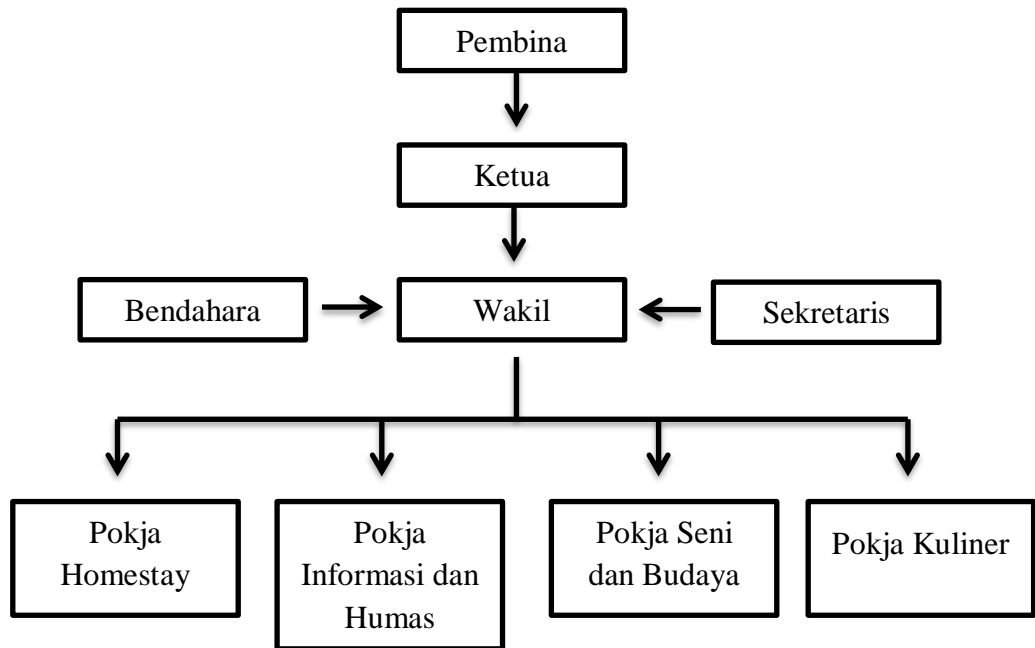 Pembina
Ketua
Bendahara
Wakil
Sekretaris
Pokja
Homestay
Pokja
Informasi dan
Humas
Pokja Seni
dan Budaya
Pokja Kuliner